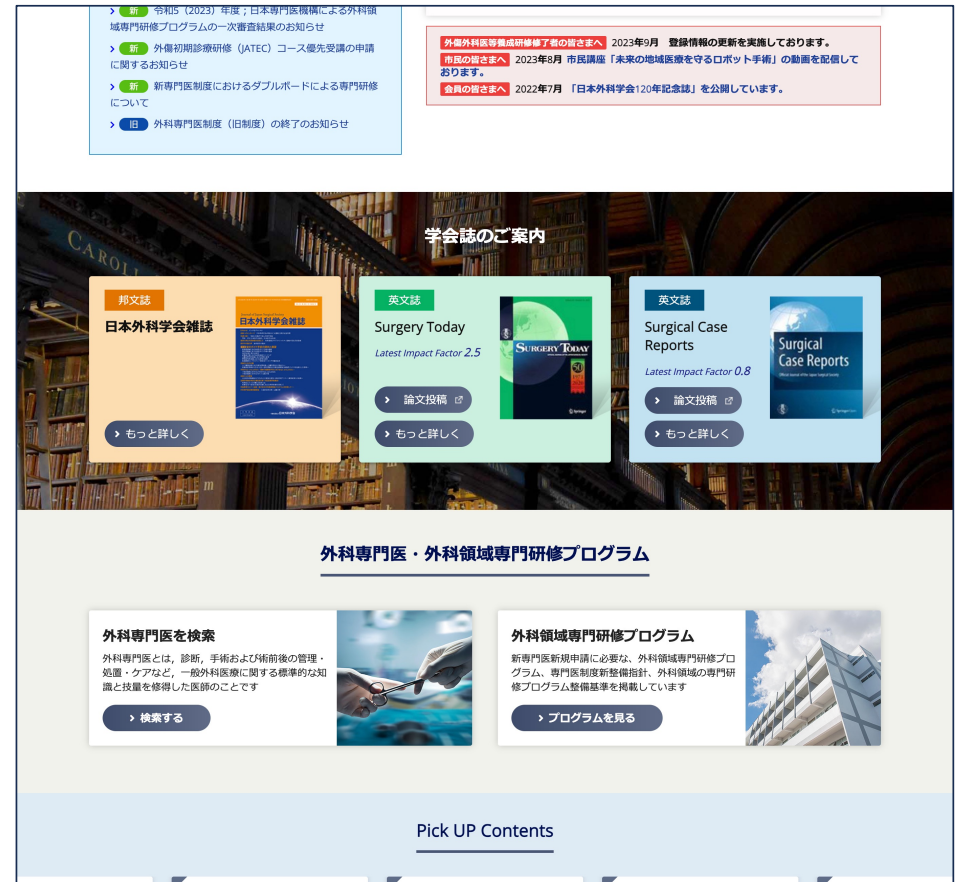 新 令和5（2023）年度；日本専門医機構による外科領
域専門研修プログラムの一次審査結果のお知らせ
新 外傷初期診療研修（JATEC）コース優先受講の申請
に関するお知らせ
新 新専門医制度におけるダブルボードによる専門研修
について
旧 外科専門医制度（旧制度）の終了のお知らせ
外傷外科医等養成研修修了者の皆さまへ 2023年9月 登録情報の更新を実施しております。
市民の皆さまへ 2023年8月 市民講座「未来の地域医療を守るロボット手術」の動画を配信して
おります。
会員の皆さまへ 2022年7月 「日本外科学会120年記念誌」を公開しています。
学会誌のご案内
CAROLI
邦文誌
日本外科学会雑誌
日本外科学会雑誌
もっと詳しく
英文誌
Surgery Today
Latest Impact Factor 2.5
論文投稿
もっと詳しく
SURGERY TODAY
50
Springer
英文誌
Surgical Case
Reports
Latest Impact Factor 0.8
論文投稿
もっと詳しく
Surgical
Case Reports
外科専門医・外科領域専門研修プログラム
外科専門医を検索
外科専門医とは，診断，手術および術前後の管理・
処置・ケアなど，一般外科医療に関する標準的な知
識と技量を修得した医師のことです
検索する
外科領域専門研修プログラム
新専門医新規申請に必要な、外科領域専門研修プロ
グラム、専門医制度新整備指針、外科領域の専門研
修プログラム整備基準を掲載しています
プログラムを見る
Pick UP Contents